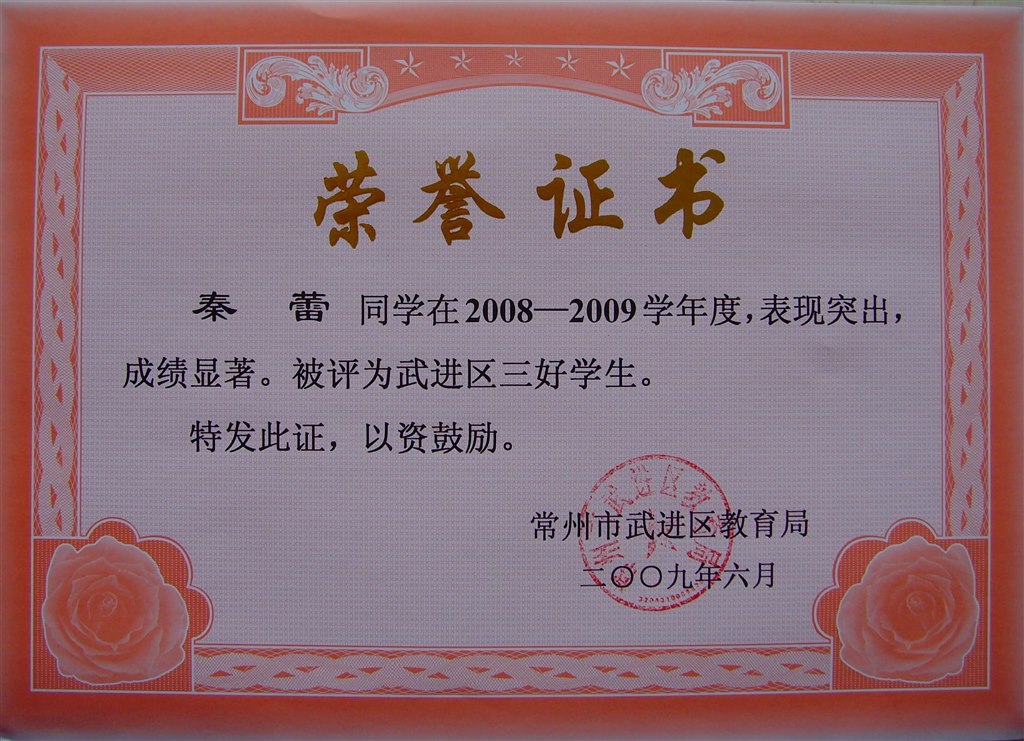 荣誉证书
秦 蕾 同学在2008—2009学年度,表现突出,
成绩显著。被评为武进区三好学生。
特发此证，以资鼓励。
常州市武进区教育局
二〇〇九年六月